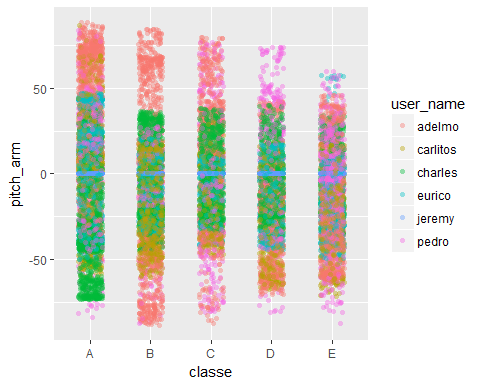 50
0
-50
pitch_arm
A B C D E
classe
user_name
adelmo
carlitos
charles
eurico
jeremy
pedro